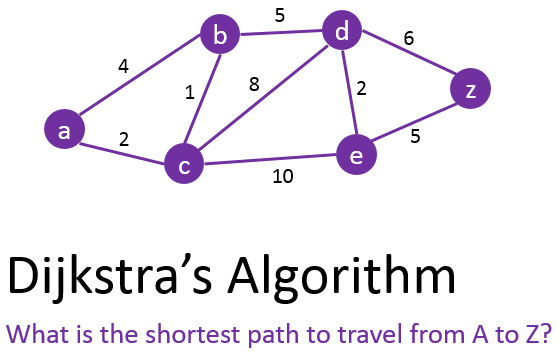 5
b
d
6
4
1
8
2
z
a
2
5
c
e
10
Dijkstra’s Algorithm
What is the shortest path to travel from A to Z?